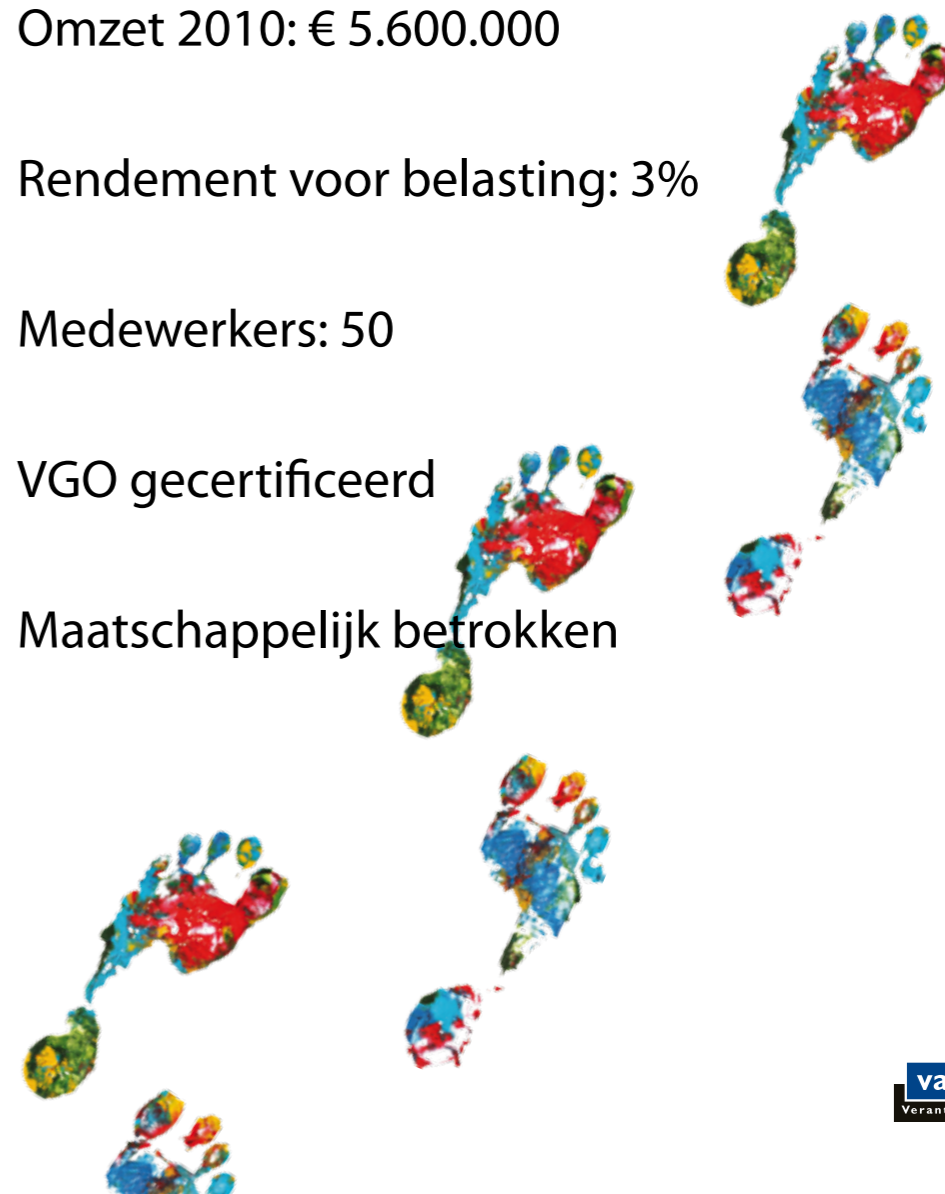 Omzet 2010: € 5.600.000
Rendement voor belasting: 3%
Medewerkers: 50
VGO gecertificeerd
Maatschappelijk betrokken